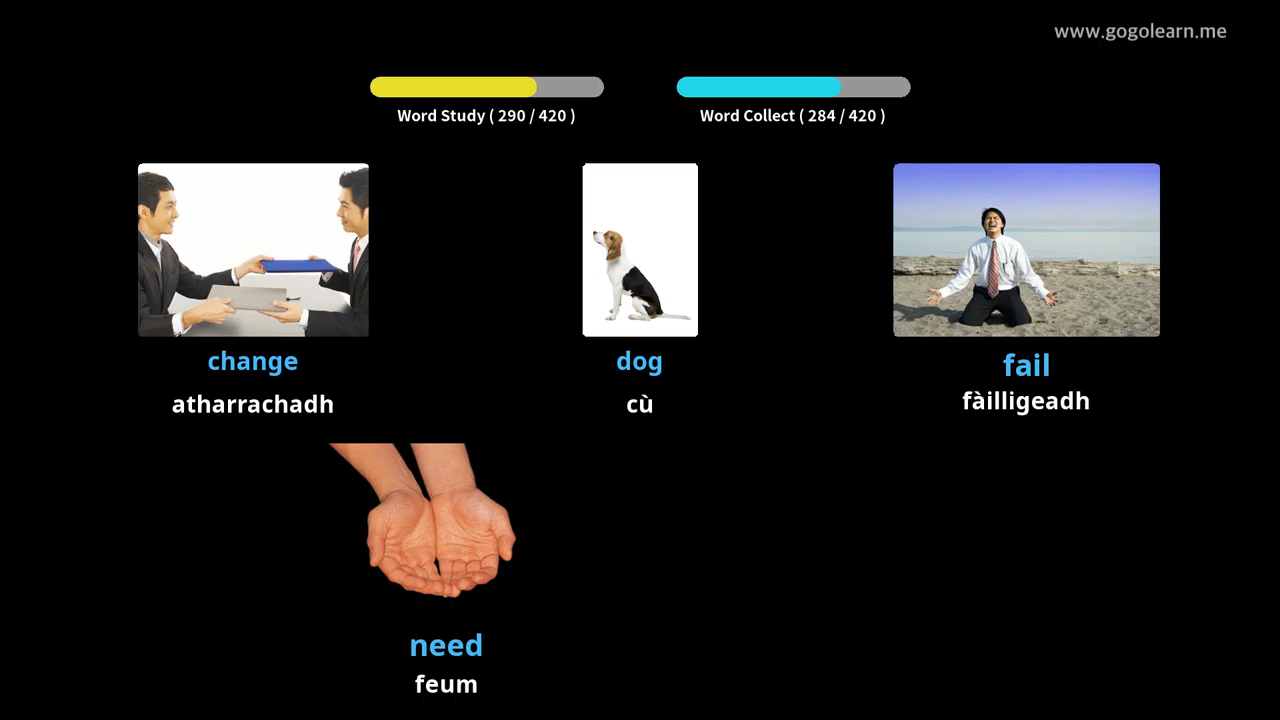 www.gogolearn.me
Word Study ( 290 / 420 )
Word Collect ( 284 / 420 )
change
atharrachadh
dog
cù
fail
fàilligeadh
need
feum